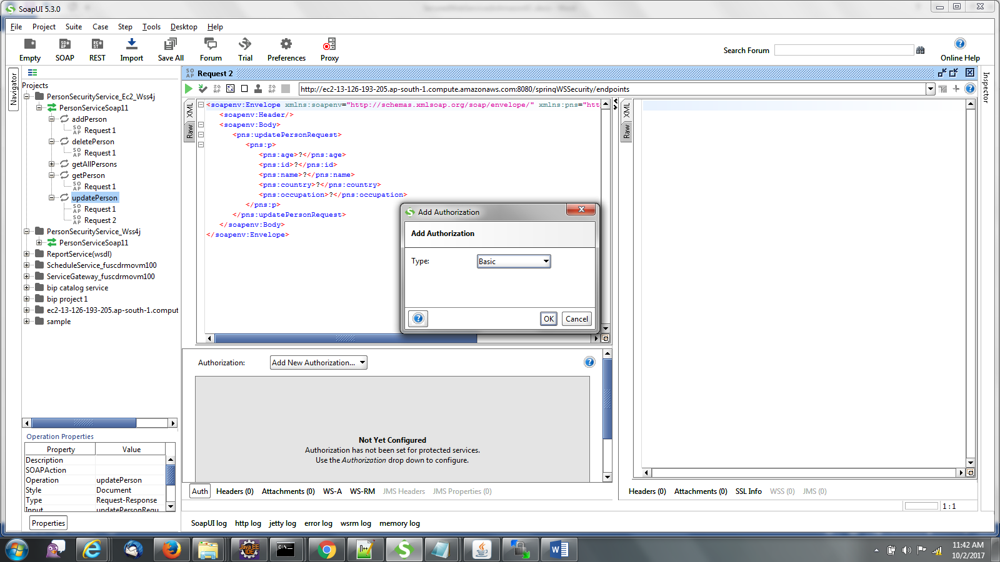 SoapUI 5.3.0
File Project Suite Case Step Tools Desktop Help
Empty SOAP REST Import Save All Forum Trial Preferences Proxy
Search Forum
Online Help
Navigator
Projects
PersonSecurityService_Ec2_Wss4j
PersonServiceSoap11
addPerson
Request 1
deletePerson
Request 1
getAllPersons
getPerson
Request 1
updatePerson
Request 1
Request 2
PersonSecurityService_Wss4j
PersonServiceSoap11
ReportService(wsdl)
ScheduleService_fuscdrmovm100
ServiceGateway_fuscdrmovm100
bip catalog service
bip project 1
ec2-13-126-193-205.ap-south-1.comput
sample
Operation Properties
Property Value
Description
SOAPAction
Operation updatePerson
Style Document
Type Request-Response
Input updatePersonRequ
Properties
Request 2
http://ec2-13-126-193-205.ap-south-1.compute.amazonaws.com:8080/springWSSecurity/endpoints
XML
Raw
<soapenv:Envelope xmlns:soapenv="http://schemas.xmlsoap.org/soap/envelope/" xmlns:pns="htt
<soapenv:Header/>
<soapenv:Body>
<pns:updatePersonRequest>
<pns:p>
<pns:age>?</pns:age>
<pns:id>?</pns:id>
<pns:name>?</pns:name>
<pns:country>?</pns:country>
<pns:occupation>?</pns:occupation>
</pns:p>
</pns:updatePersonRequest>
</soapenv:Body>
</soapenv:Envelope>
Add Authorization
Add Authorization
Type: Basic
OK Cancel
Authorization: Add New Authorization...
Not Yet Configured
Authorization has not been set for protected services.
Use the Authorization drop down to configure.
Auth Headers (0) Attachments (0) WS-A WS-RM JMS Headers JMS Properties (0)
XML
Raw
Inspector
Headers (0) Attachments (0) SSL Info WSS (0) JMS (0)
1 : 1
SoapUI log http log jetty log error log wsrm log memory log
11:42 AM
10/2/2017